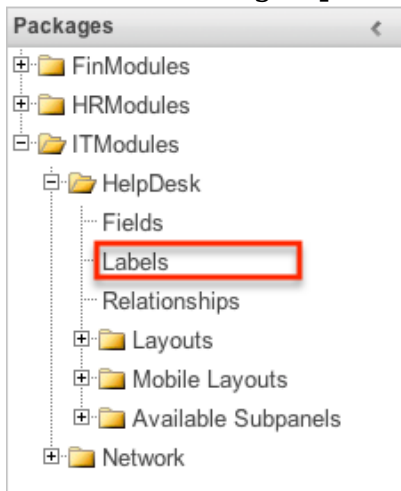 Packages
FinModules
HRModules
ITModules
HelpDesk
Fields
Labels
Relationships
Layouts
Mobile Layouts
Available Subpanels
Network